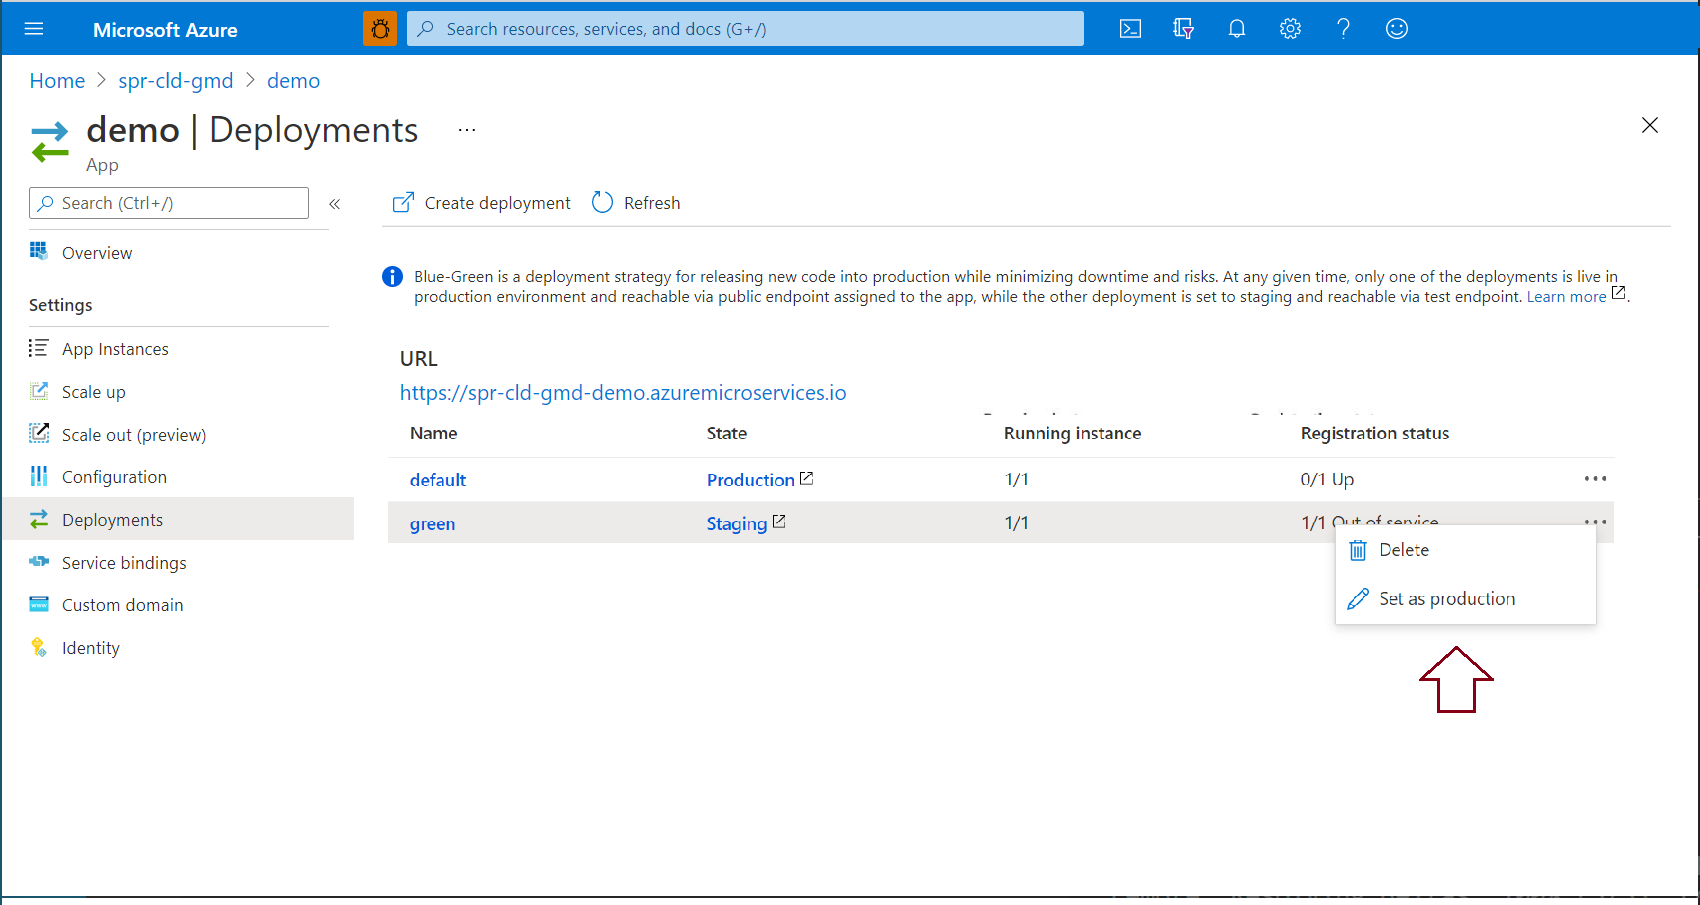 Microsoft Azure
Search resources, services, and docs (G+/)
Home > spr-cld-gmd > demo
demo | Deployments ...
App
Search (Ctrl+/)
«
Create deployment
Refresh
Overview
Blue-Green is a deployment strategy for releasing new code into production while minimizing downtime and risks. At any given time, only one of the deployments is live in
production environment and reachable via public endpoint assigned to the app, while the other deployment is set to staging and reachable via test endpoint. Learn more.
Settings
App Instances
Scale up
Scale out (preview)
Configuration
Deployments
Service bindings
Custom domain
Identity
URL
https://spr-cld-gmd-demo.azuremicroservices.io
Name State Running instance Registration status
default Production 1/1 0/1 Up ...
green Staging 1/1 1/1 Out of service ...
Delete
Set as production